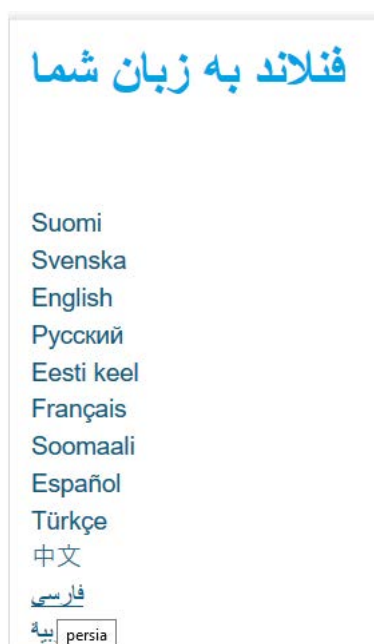 فنلاند به زبان شما
Suomi
Svenska
English
Русский
Eesti keel
Français
Soomaali
Español
Türkçe
中文
فارسی
persia